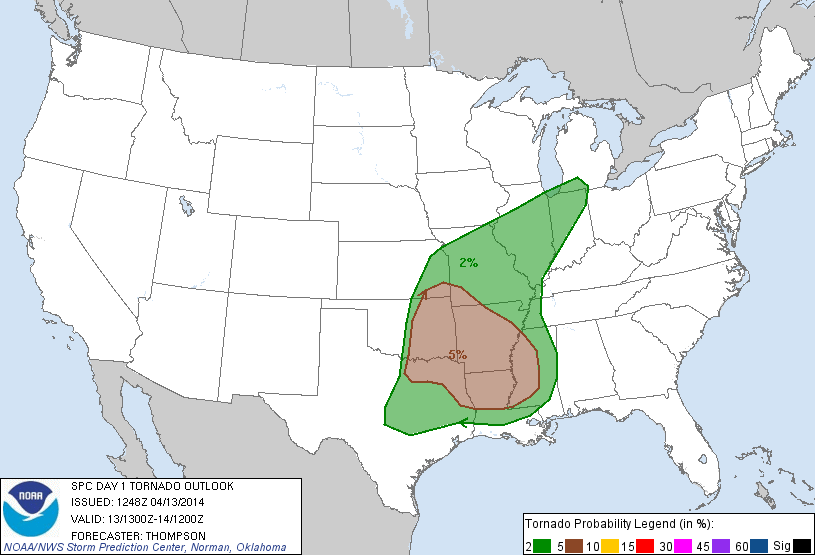 2%
5%
NOAA
SPC DAY 1 TORNADO OUTLOOK
ISSUED: 1248Z 04/13/2014
VALID: 13/1300Z-14/1200Z
FORECASTER: THOMPSON
NOAA/NWS Storm Prediction Center, Norman, Oklahoma
Tornado Probability Legend (in %):
2 5 10 15 30 45 60 Sig